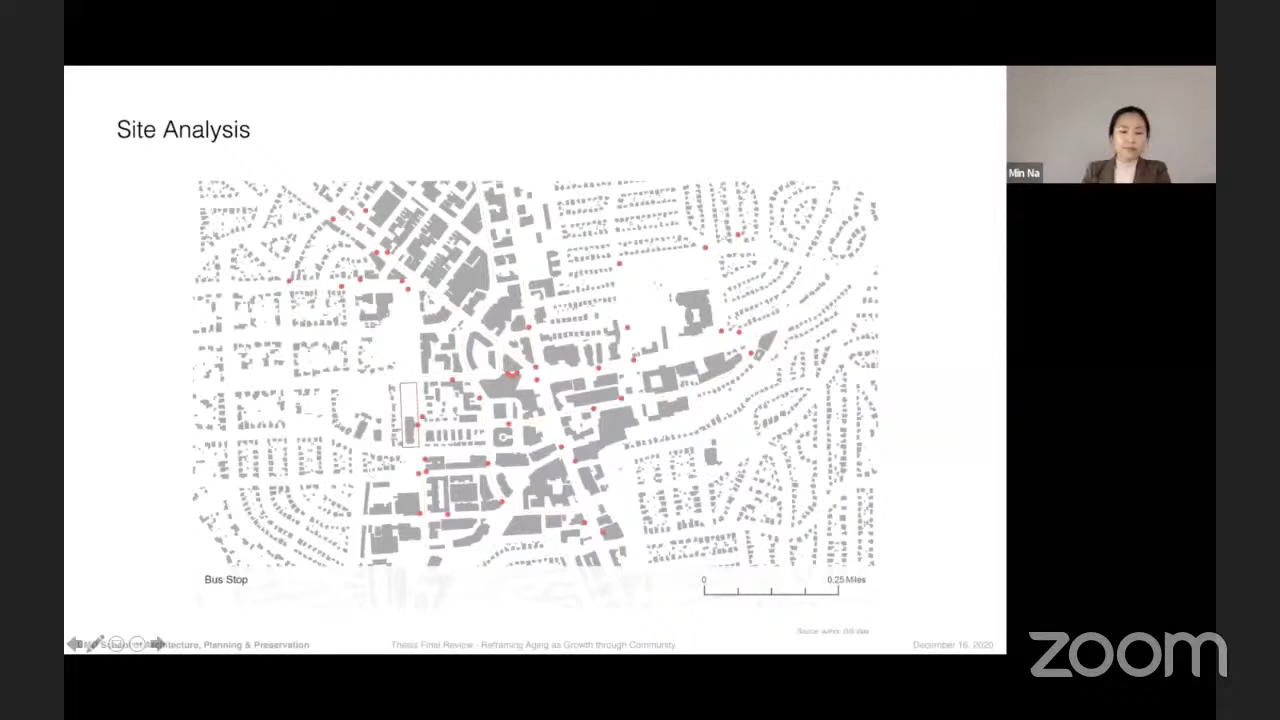 Site Analysis
Min Na
Bus Stop
0
0.25 Miles
Source: author, GIS data
Architecture, Planning & Preservation
Thesis Final Review - Reframing Aging as Growth through Community
December 16, 2020
zoom